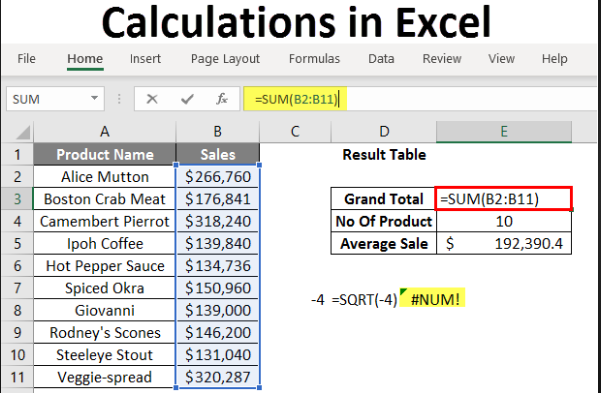 Calculations in Excel
File Home Insert Page Layout Formulas Data Review View Help
SUM fx =SUM(B2:B11)
A B C D E
1 Product Name Sales Result Table
2 Alice Mutton $266,760
3 Boston Crab Meat $176,841 Grand Total =SUM(B2:B11)
4 Camembert Pierrot $318,240 No Of Product 10
5 Ipoh Coffee $139,840 Average Sale $ 192,390.4
6 Hot Pepper Sauce $134,736
7 Spiced Okra $150,960 -4 =SQRT(-4) #NUM!
8 Giovanni $139,000
9 Rodney's Scones $146,200
10 Steeleye Stout $131,040
11 Veggie-spread $320,287